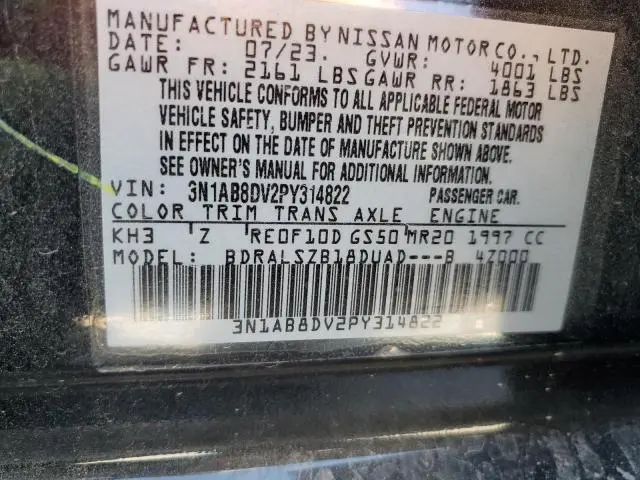 MANUFACTURED BY NISSAN MOTOR CO., LTD.
DATE: 07/23. GVWR: 4001 LBS
GAWR FR: 2161 LBS GAWR RR: 1863 LBS
THIS VEHICLE CONFORMS TO ALL APPLICABLE FEDERAL MOTOR
VEHICLE SAFETY, BUMPER AND THEFT PREVENTION STANDARDS
IN EFFECT ON THE DATE OF MANUFACTURE SHOWN ABOVE.
SEE OWNER'S MANUAL FOR ADDITIONAL INFORMATION.
VIN: 3N1AB8DV2PY314822 PASSENGER CAR.
COLOR TRIM TRANS AXLE ENGINE
KH3 Z RE0F10D GS50 MR20 1997 CC
MODEL: BDRALSZB18DUAD---B 4Z000
3N1AB8DV2PY314822